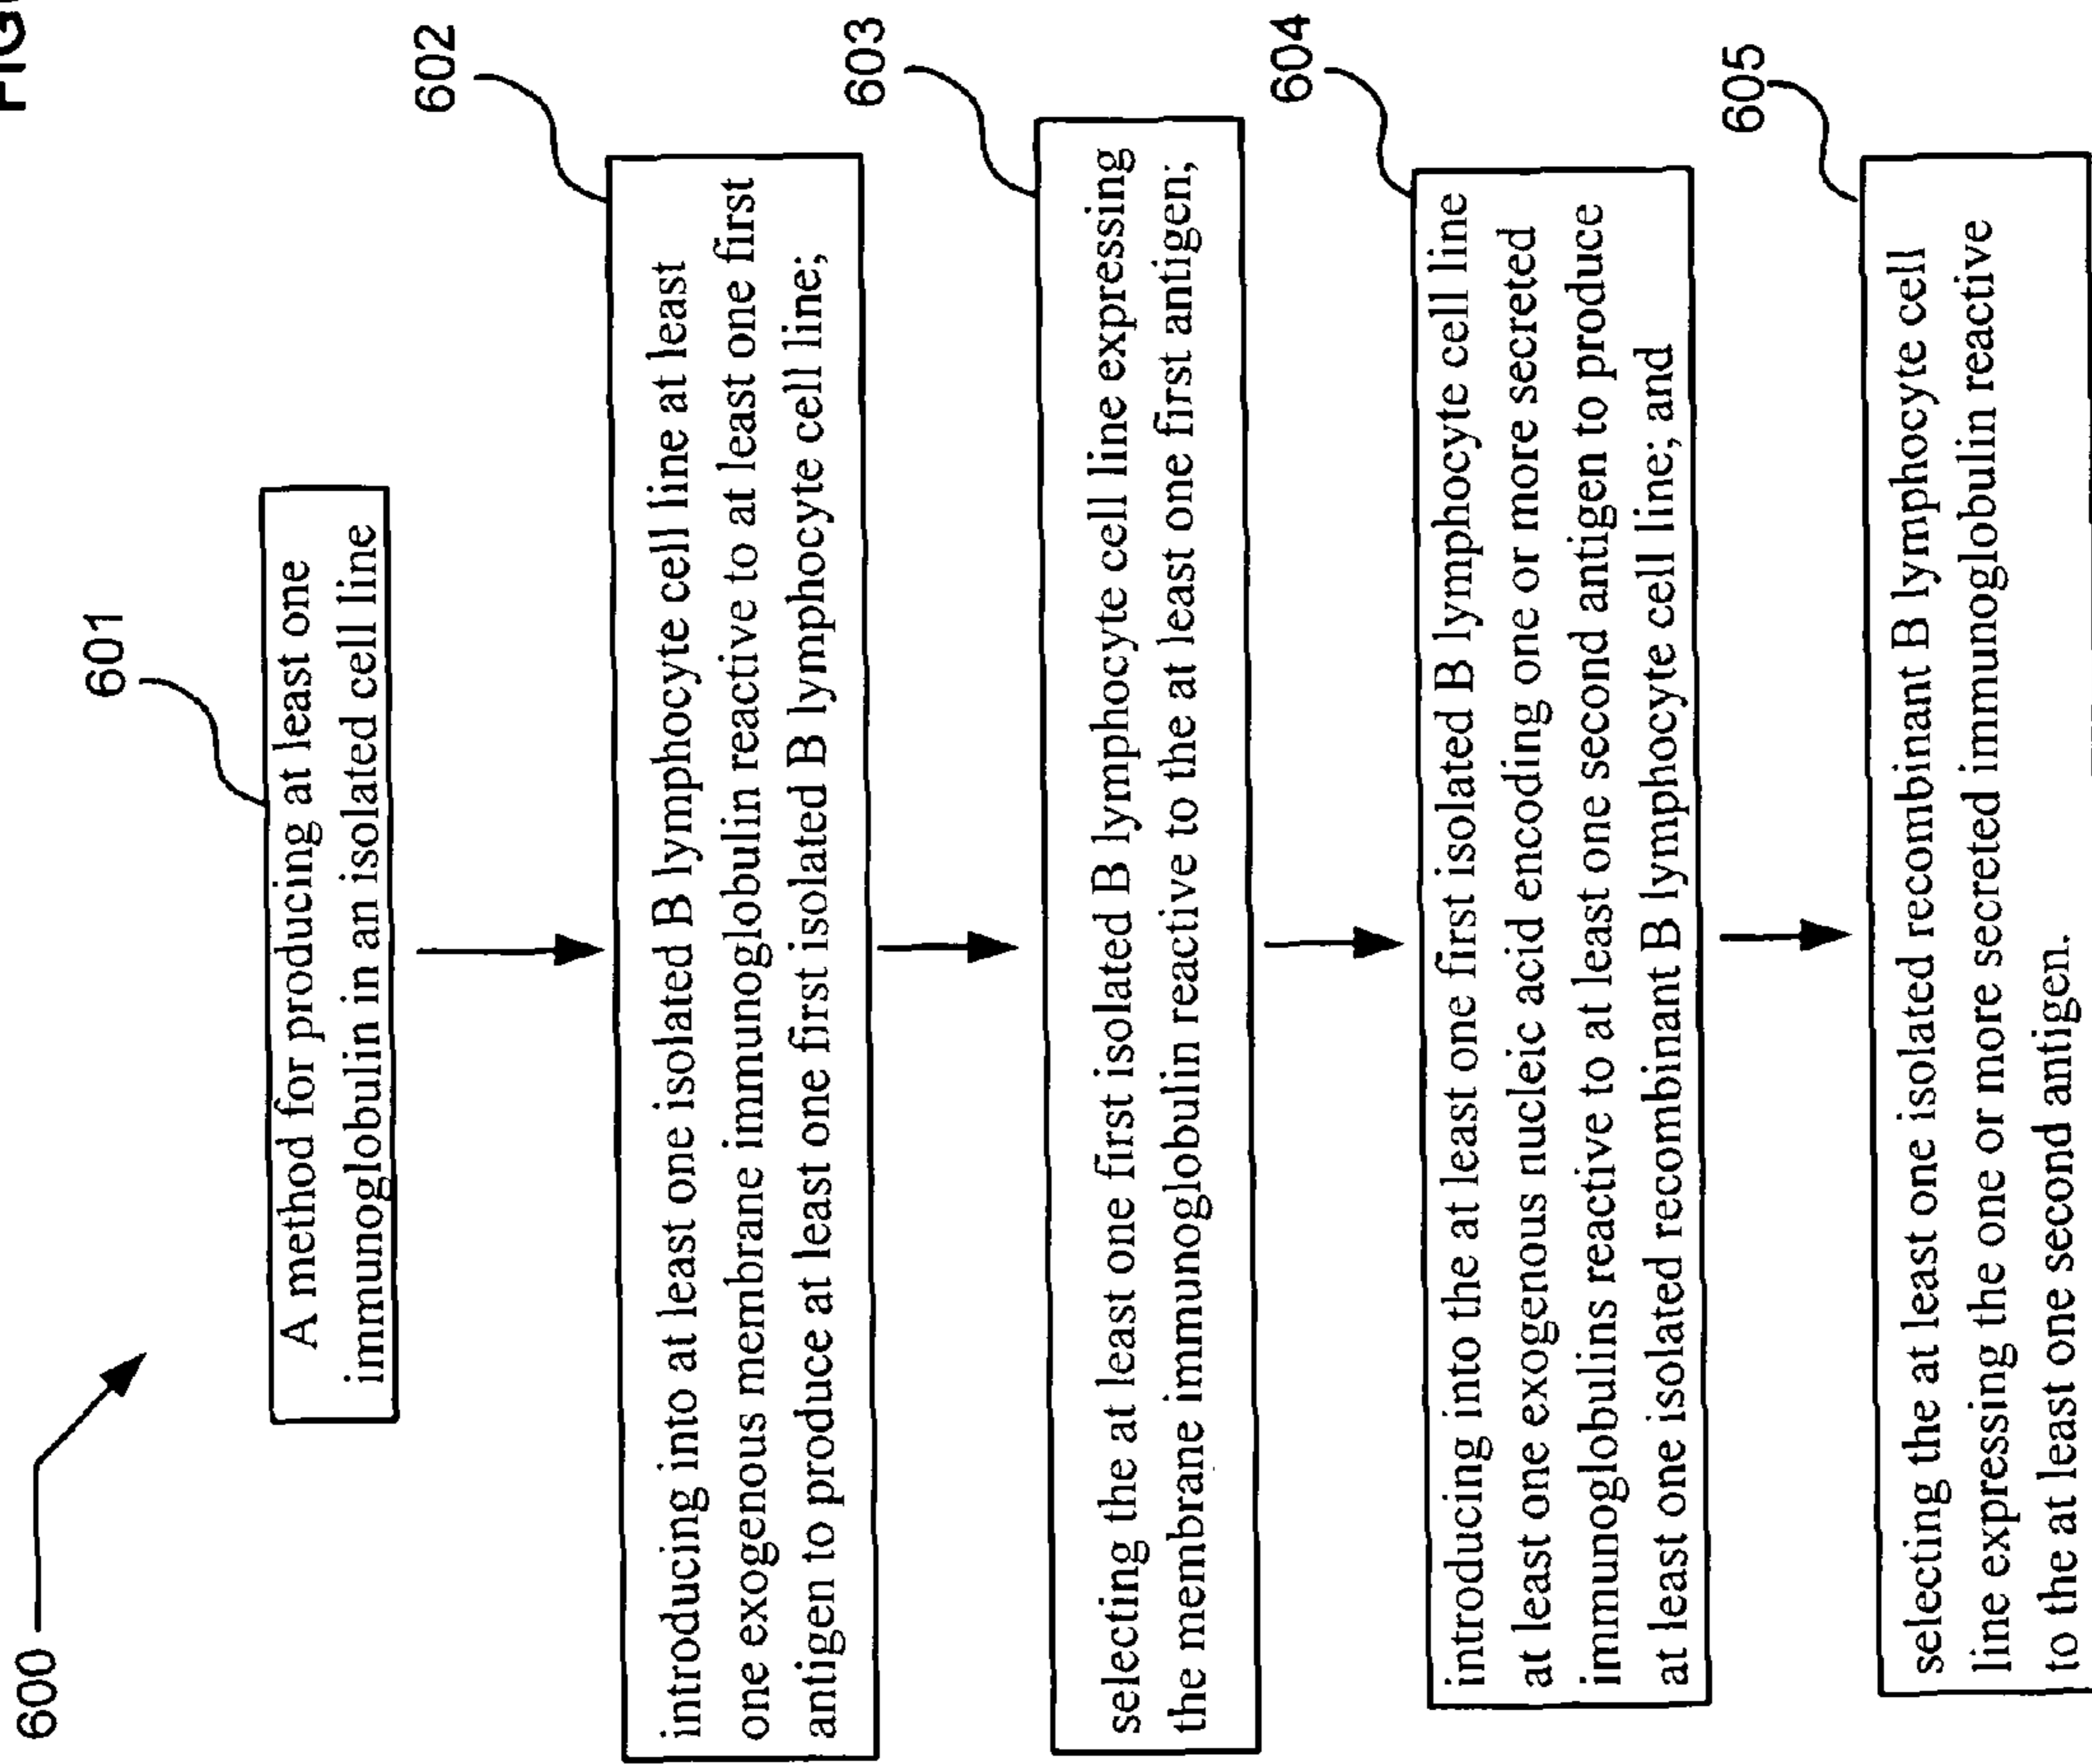 FIG
600
601
A method for producing at least one
immunoglobulin in an isolated cell line
602
introducing into at least one isolated B lymphocyte cell line at least
one exogenous membrane immunoglobulin reactive to at least one first
antigen to produce at least one first isolated B lymphocyte cell line;
603
selecting the at least one first isolated B lymphocyte cell line expressing
the membrane immunoglobulin reactive to the at least one first antigen;
604
introducing into the at least one first isolated B lymphocyte cell line
at least one exogenous nucleic acid encoding one or more secreted
immunoglobulins reactive to at least one second antigen to produce
at least one isolated recombinant B lymphocyte cell line; and
605
selecting the at least one isolated recombinant B lymphocyte cell
line expressing the one or more secreted immunoglobulin reactive
to the at least one second antigen.